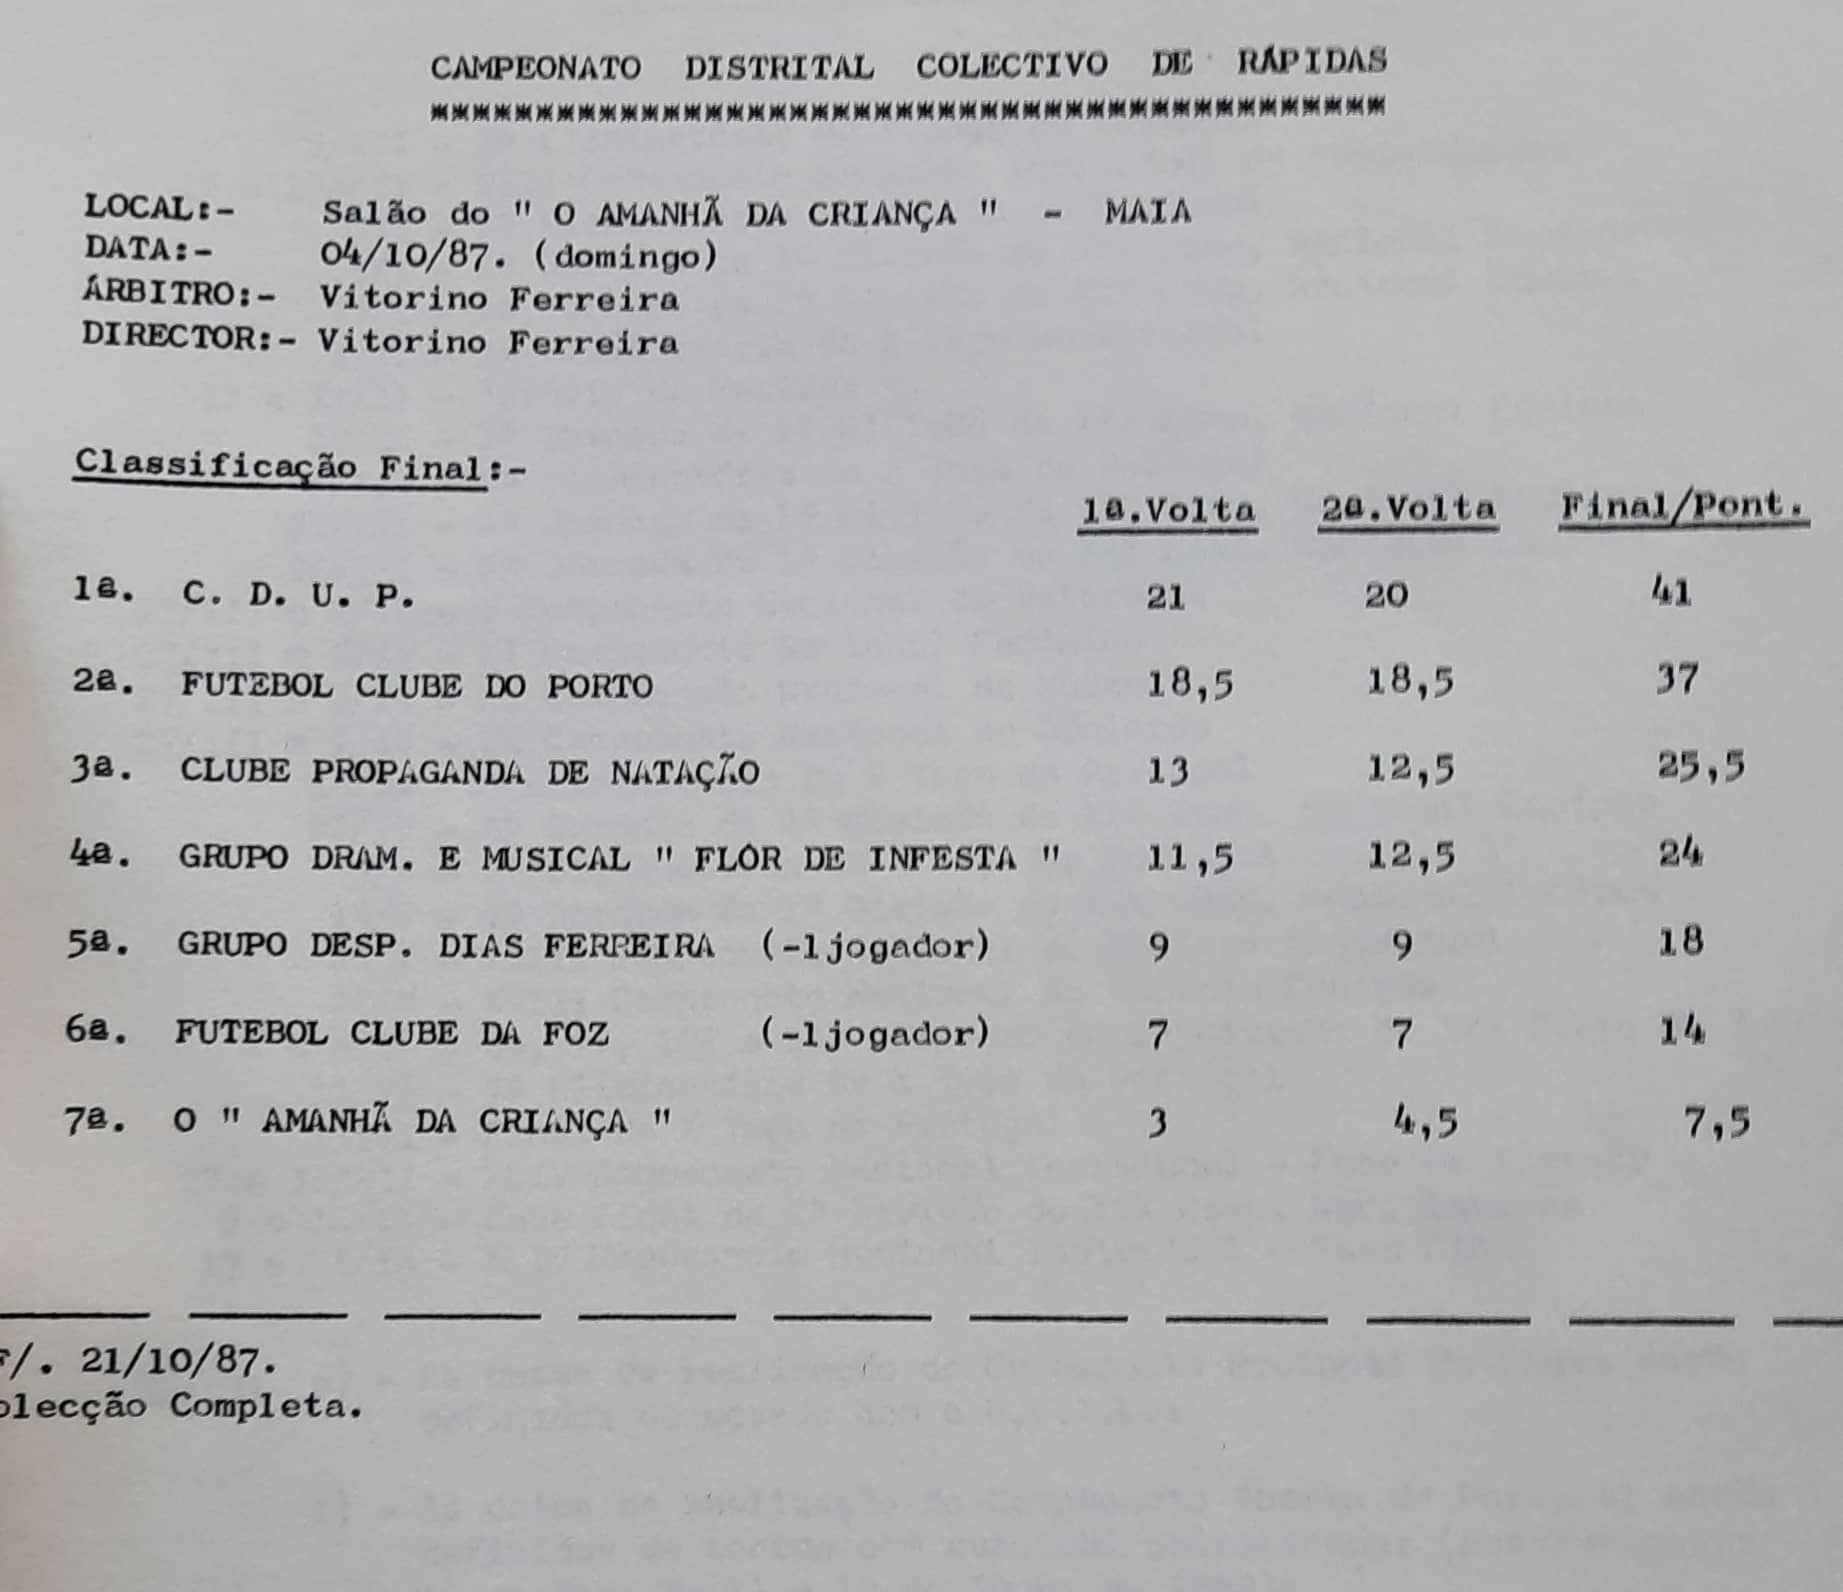 CAMPEONATO DISTRITAL COLECTIVO DE RÁPIDAS
*********************************************
LOCAL:- Salão do " O AMANHÃ DA CRIANÇA " - MAIA
DATA:- 04/10/87. (domingo)
ÁRBITRO:- Vitorino Ferreira
DIRECTOR:- Vitorino Ferreira
Classificação Final:-
1ª.Volta 2ª.Volta Final/Pont.
1ª. C. D. U. P. 21 20 41
2ª. FUTEBOL CLUBE DO PORTO 18,5 18,5 37
3ª. CLUBE PROPAGANDA DE NATAÇÃO 13 12,5 25,5
4ª. GRUPO DRAM. E MUSICAL " FLÔR DE INFESTA " 11,5 12,5 24
5ª. GRUPO DESP. DIAS FERREIRA (-1jogador) 9 9 18
6ª. FUTEBOL CLUBE DA FOZ (-1jogador) 7 7 14
7ª. O " AMANHÃ DA CRIANÇA " 3 4,5 7,5
F/. 21/10/87.
olecção Completa.